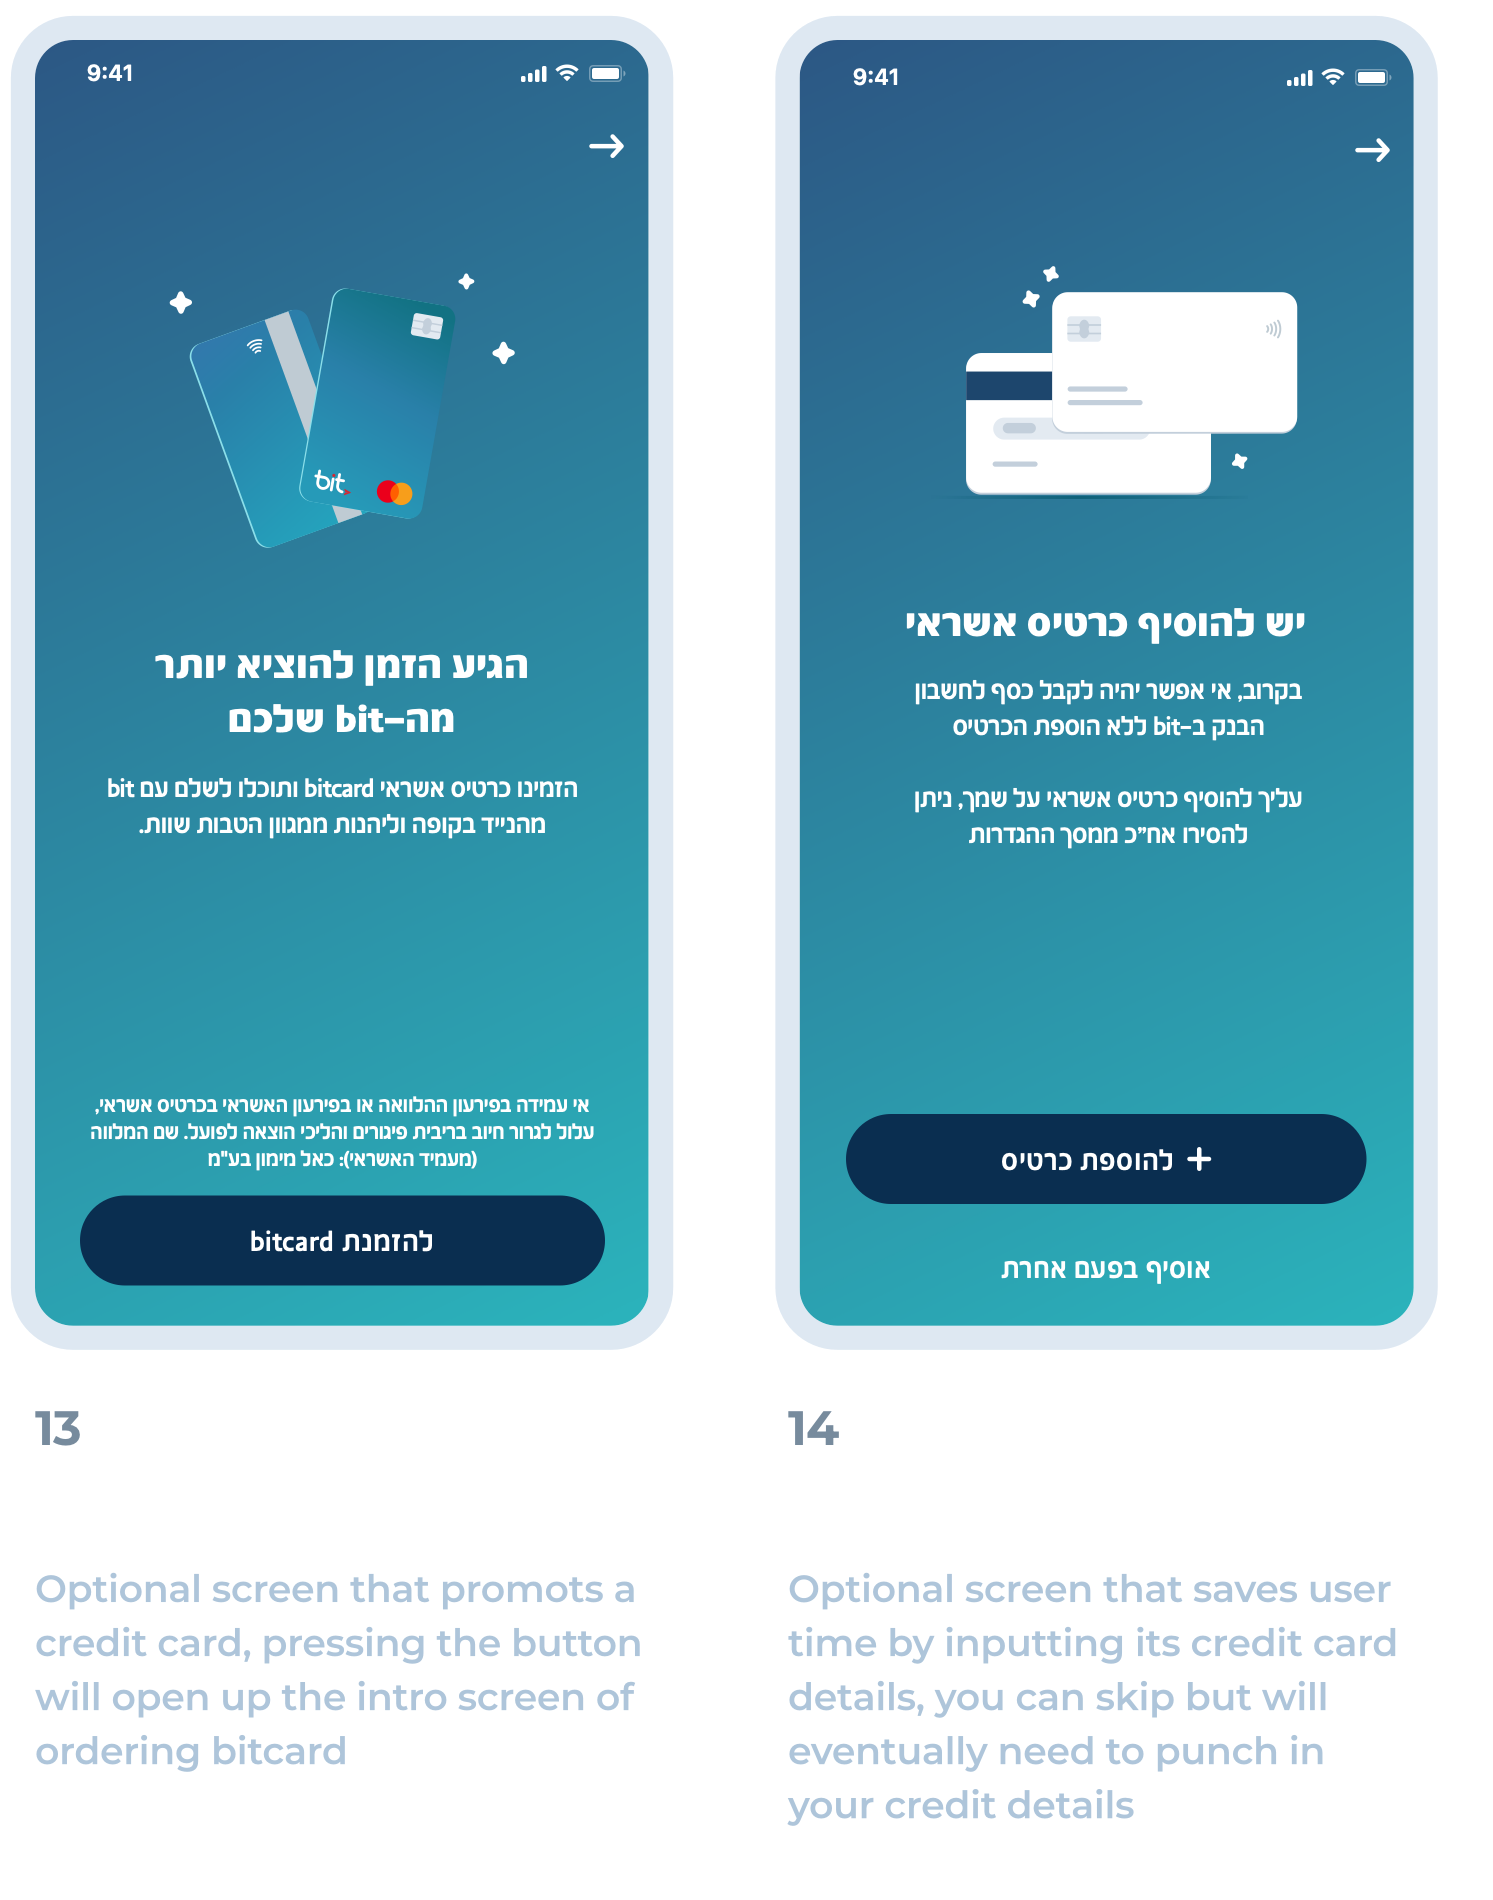 9:41
bit
הגיע הזמן להוציא יותר
מה-bit שלכם
הזמינו כרטיס אשראי bitcard ותוכלו לשלם עם bit
מהנייד בקופה וליהנות ממגוון הטבות שוות.
אי עמידה בפירעון ההלוואה או בפירעון האשראי בכרטיס אשראי,
עלול לגרור חיוב בריבית פיגורים והליכי הוצאה לפועל. שם המלווה
(מעמיד האשראי): כאל מימון בע"מ
להזמנת bitcard
13
Optional screen that promots a
credit card, pressing the button
will open up the intro screen of
ordering bitcard
9:41
יש להוסיף כרטיס אשראי
בקרוב, אי אפשר יהיה לקבל כסף לחשבון
הבנק ב-bit ללא הוספת הכרטיס
עליך להוסיף כרטיס אשראי על שמך, ניתן
להסירו אח״כ ממסך ההגדרות
+ להוספת כרטיס
אוסיף בפעם אחרת
14
Optional screen that saves user
time by inputting its credit card
details, you can skip but will
eventually need to punch in
your credit details